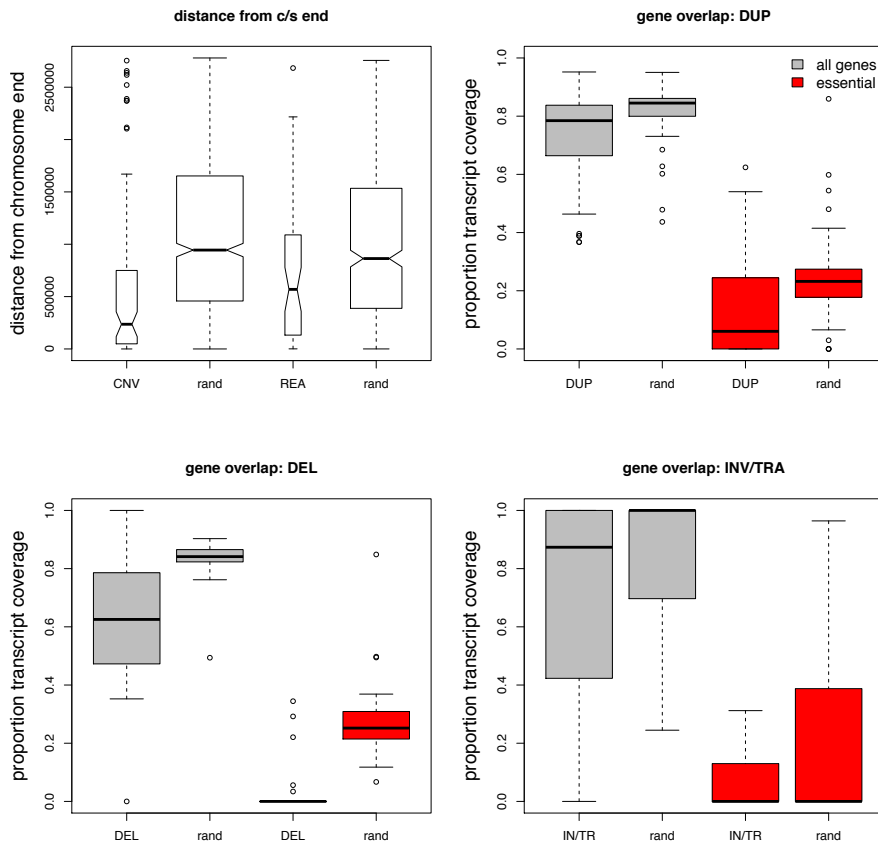 distance from c/s end
distance from chromosome end
0
500000
1500000
2500000
CNV rand REA rand
gene overlap: DUP
proportion transcript coverage
0.0
0.2
0.4
0.6
0.8
1.0
all genes
essential
DUP rand DUP rand
gene overlap: DEL
proportion transcript coverage
0.0
0.2
0.4
0.6
0.8
1.0
DEL rand DEL rand
gene overlap: INV/TRA
proportion transcript coverage
0.0
0.2
0.4
0.6
0.8
1.0
IN/TR rand IN/TR rand